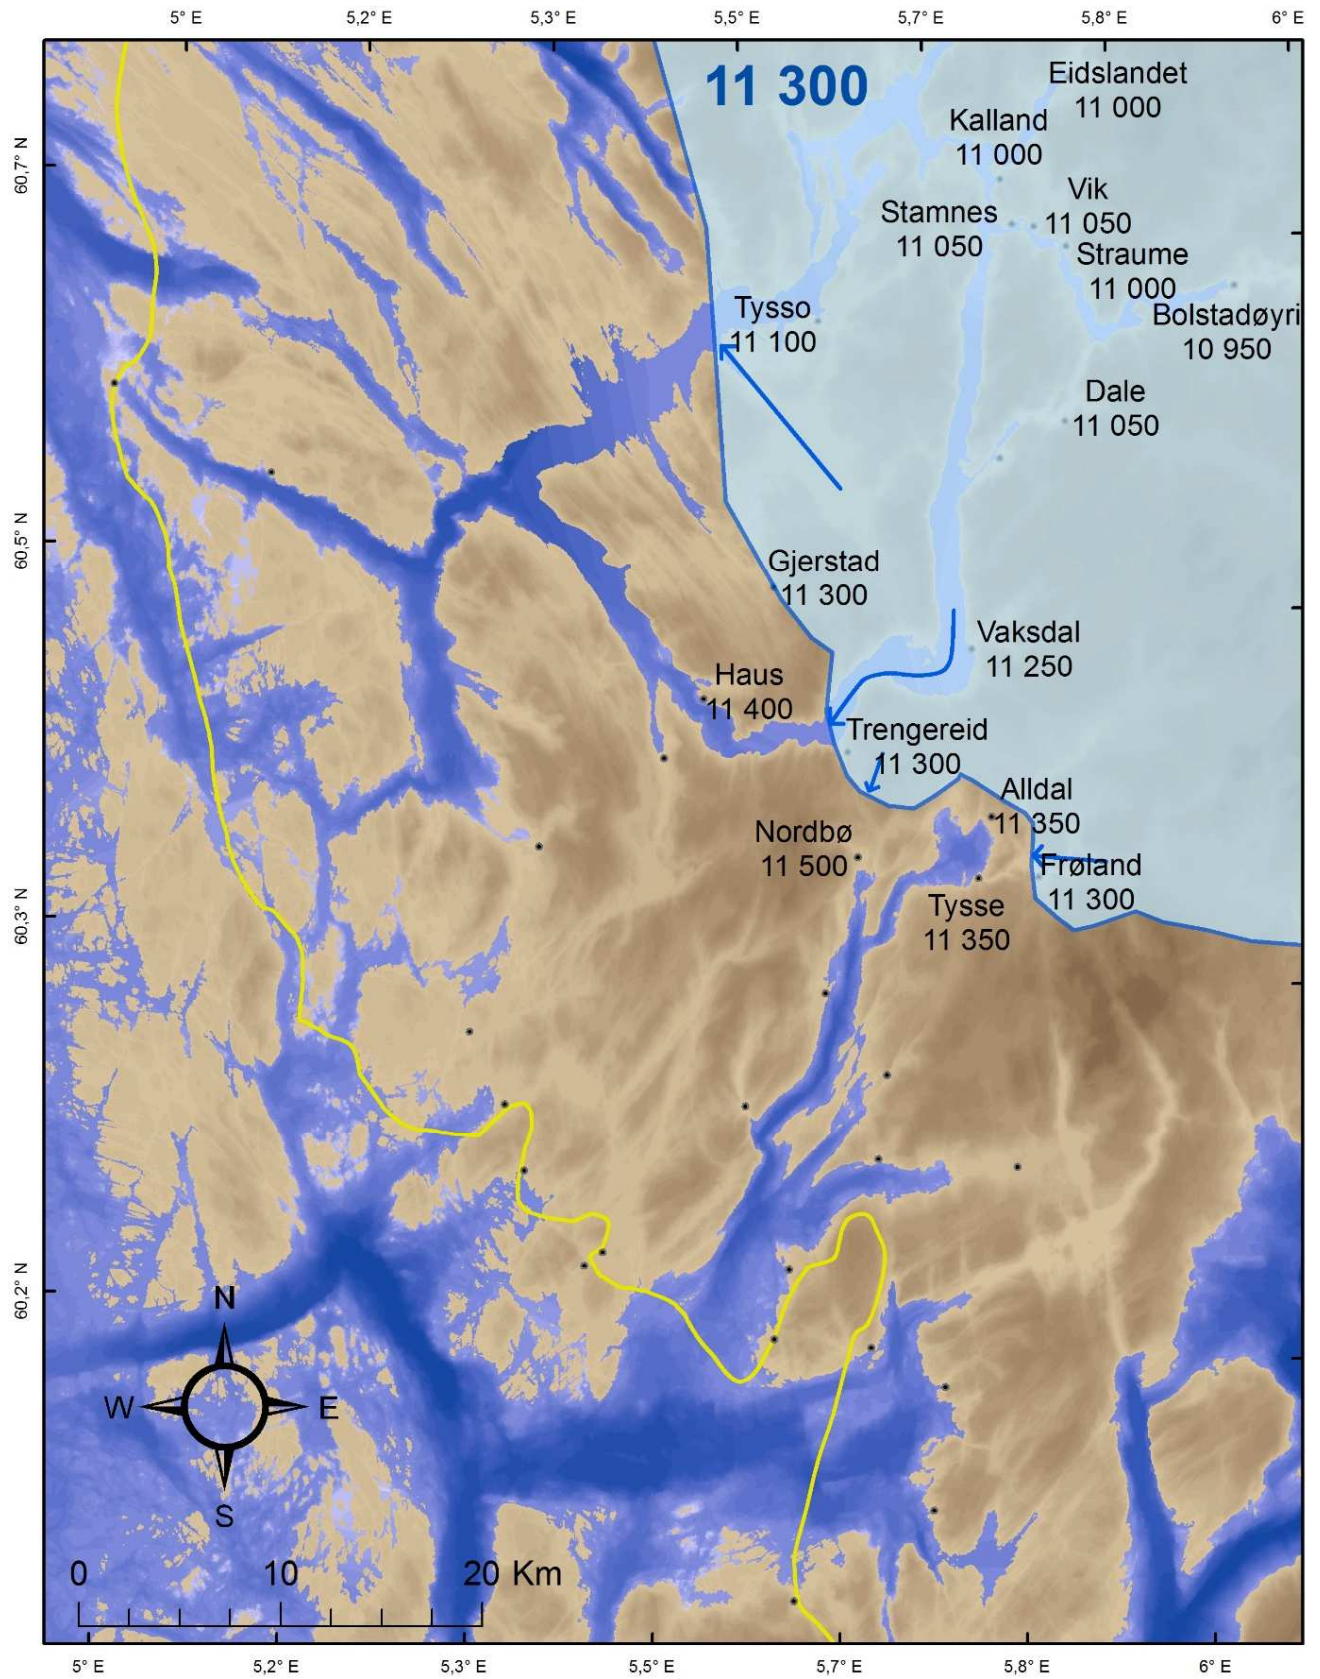 5° E
5,2° E
5,3° E
5,5° E
5,7° E
5,8° E
6° E
11 300
Eidslandet
11 000
Kalland
11 000
60,7° N
Vik
11 050
Stamnes
11 050
Straume
11 000
Tysso
11 100
Bolstadøyri
10 950
Dale
11 050
60,5° N
Gjerstad
11 300
Vaksdal
11 250
Haus
11 400
Trengereid
11 300
Alldal
11 350
Nordbø
11 500
Frøland
11 300
Tysse
11 350
60,3° N
60,2° N
N
W
E
S
0
10
20 Km
5° E
5,2° E
5,3° E
5,5° E
5,7° E
5,8° E
6° E